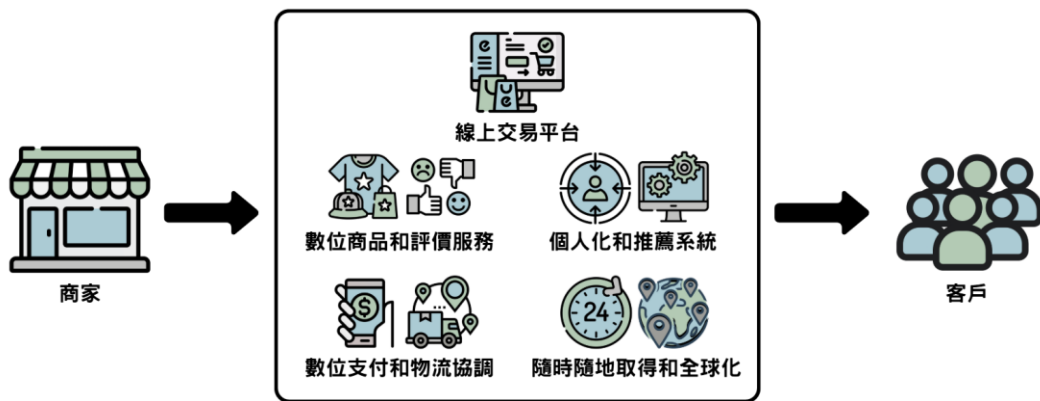 線上交易平台
數位商品和評價服務
個人化和推薦系統
商家
客戶
24
數位支付和物流協調
隨時隨地取得和全球化